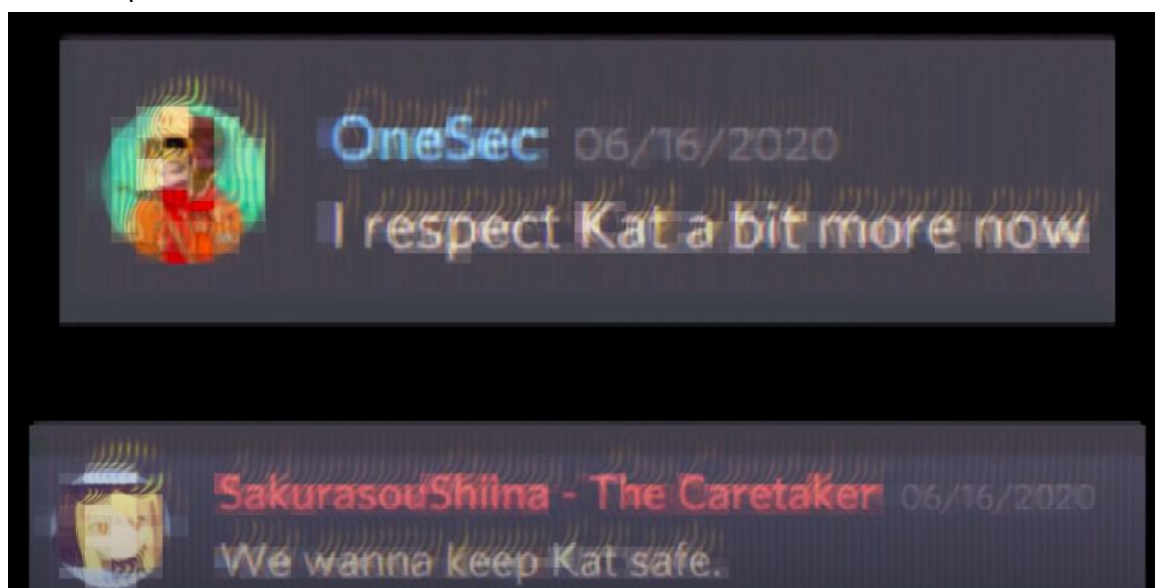 OneSec 06/16/2020
I respect Kat a bit more now
SakurasouShiina - The Caretaker 06/16/2020
We wanna keep Kat safe.